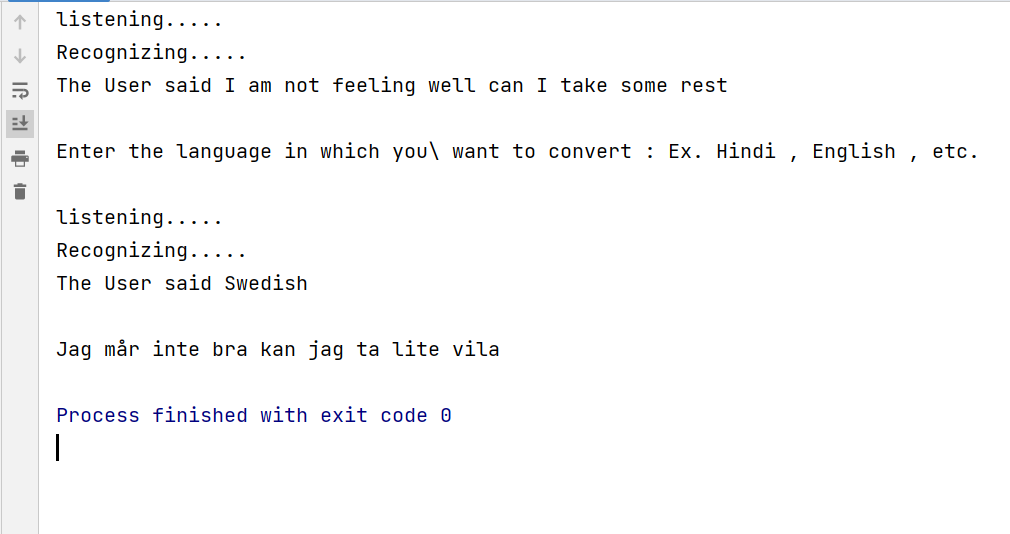 listening.....
Recognizing.....
The User said I am not feeling well can I take some rest
Enter the language in which you\ want to convert : Ex. Hindi , English , etc.
listening.....
Recognizing.....
The User said Swedish
Jag mår inte bra kan jag ta lite vila
Process finished with exit code 0